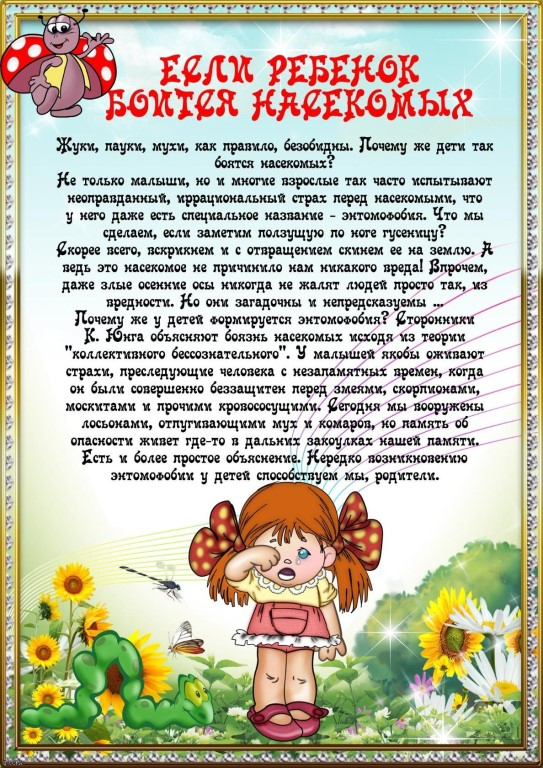 ЕСЛИ РЕБЕНОК
БОИТСЯ НАСЕКОМЫХ
Жуки, пауки, мухи, как правило, безобидны. Почему же дети так
боятся насекомых?
Не только малыши, но и многие взрослые так часто испытывают
неоправданный, иррациональный страх перед насекомыми, что
у него даже есть специальное название - энтомофобия. Что мы
сделаем, если заметим ползущую по ноге гусеницу?
Скорее всего, вскрикнем и с отвращением скинем ее на землю. А
ведь это насекомое не причинило нам никакого вреда! Впрочем,
даже злые осенние осы никогда не жалят людей просто так, из
вредности. Но они загадочны и непредсказуемы ...
Почему же у детей формируется энтомофобия? Сторонники
К. Юнга объясняют боязнь насекомых исходя из теории
"коллективного бессознательного". У малышей якобы оживают
страхи, преследующие человека с незапамятных времен, когда
он были совершенно беззащитен перед змеями, скорпионами,
москитами и прочими кровососущими. Сегодня мы вооружены
лосьонами, отпугивающими мух и комаров, но память об
опасности живет где-то в дальних закоулках нашей памяти.
Есть и более простое объяснение. Нередко возникновению
энтомофобии у детей способствуем мы, родители.